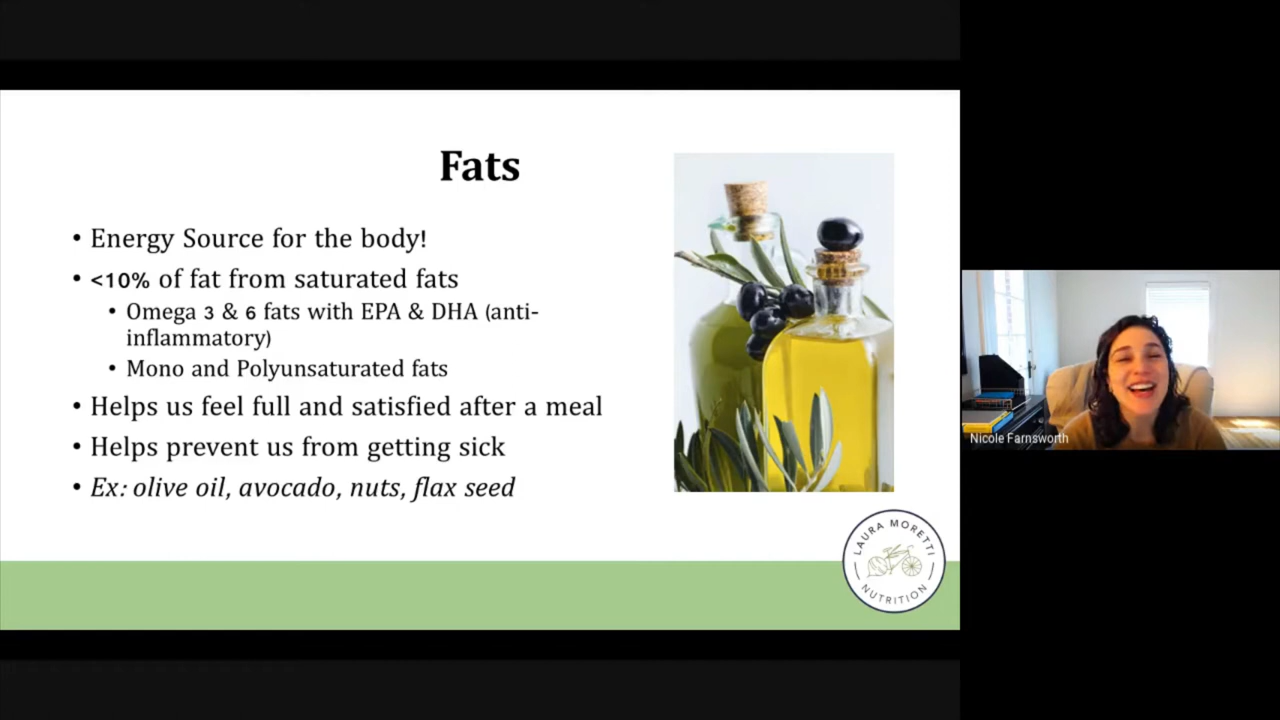 Fats
• Energy Source for the body!
• <10% of fat from saturated fats
• Omega 3 & 6 fats with EPA & DHA (anti-
inflammatory)
• Mono and Polyunsaturated fats
• Helps us feel full and satisfied after a meal
• Helps prevent us from getting sick
• Ex: olive oil, avocado, nuts, flax seed
LAURA MORETTI
NUTRITION
Nicole Farnsworth